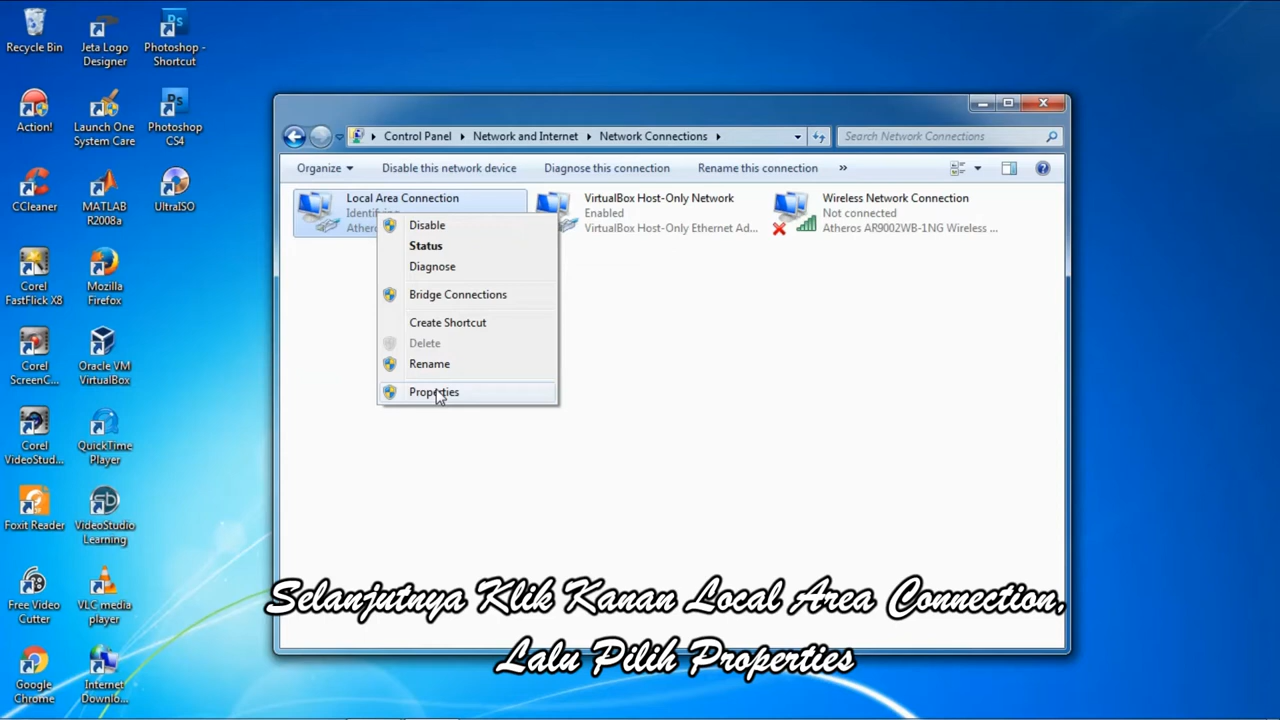 Recycle Bin
Jeta Logo
Designer
Photoshop -
Shortcut
Action!
Launch One
System Care
Photoshop
CS4
CCleaner
MATLAB
R2008a
UltraISO
Corel
FastFlick X8
Mozilla
Firefox
Corel
ScreenC...
Oracle VM
VirtualBox
Corel
VideoStud...
QuickTime
Player
Foxit Reader
VideoStudio
Learning
Free Video
Cutter
VLC media
player
Google
Chrome
Internet
Downlo...
Control Panel
Network and Internet
Network Connections
Search Network Connections
Organize
Disable this network device
Diagnose this connection
Rename this connection
»
Local Area Connection
VirtualBox Host-Only Network
Enabled
VirtualBox Host-Only Ethernet Ad...
Wireless Network Connection
Not connected
Atheros AR9002WB-1NG Wireless ...
Disable
Status
Diagnose
Bridge Connections
Create Shortcut
Delete
Rename
Properties
Selanjutnya Klik Kanan Local Area Connection,
Lalu Pilih Properties